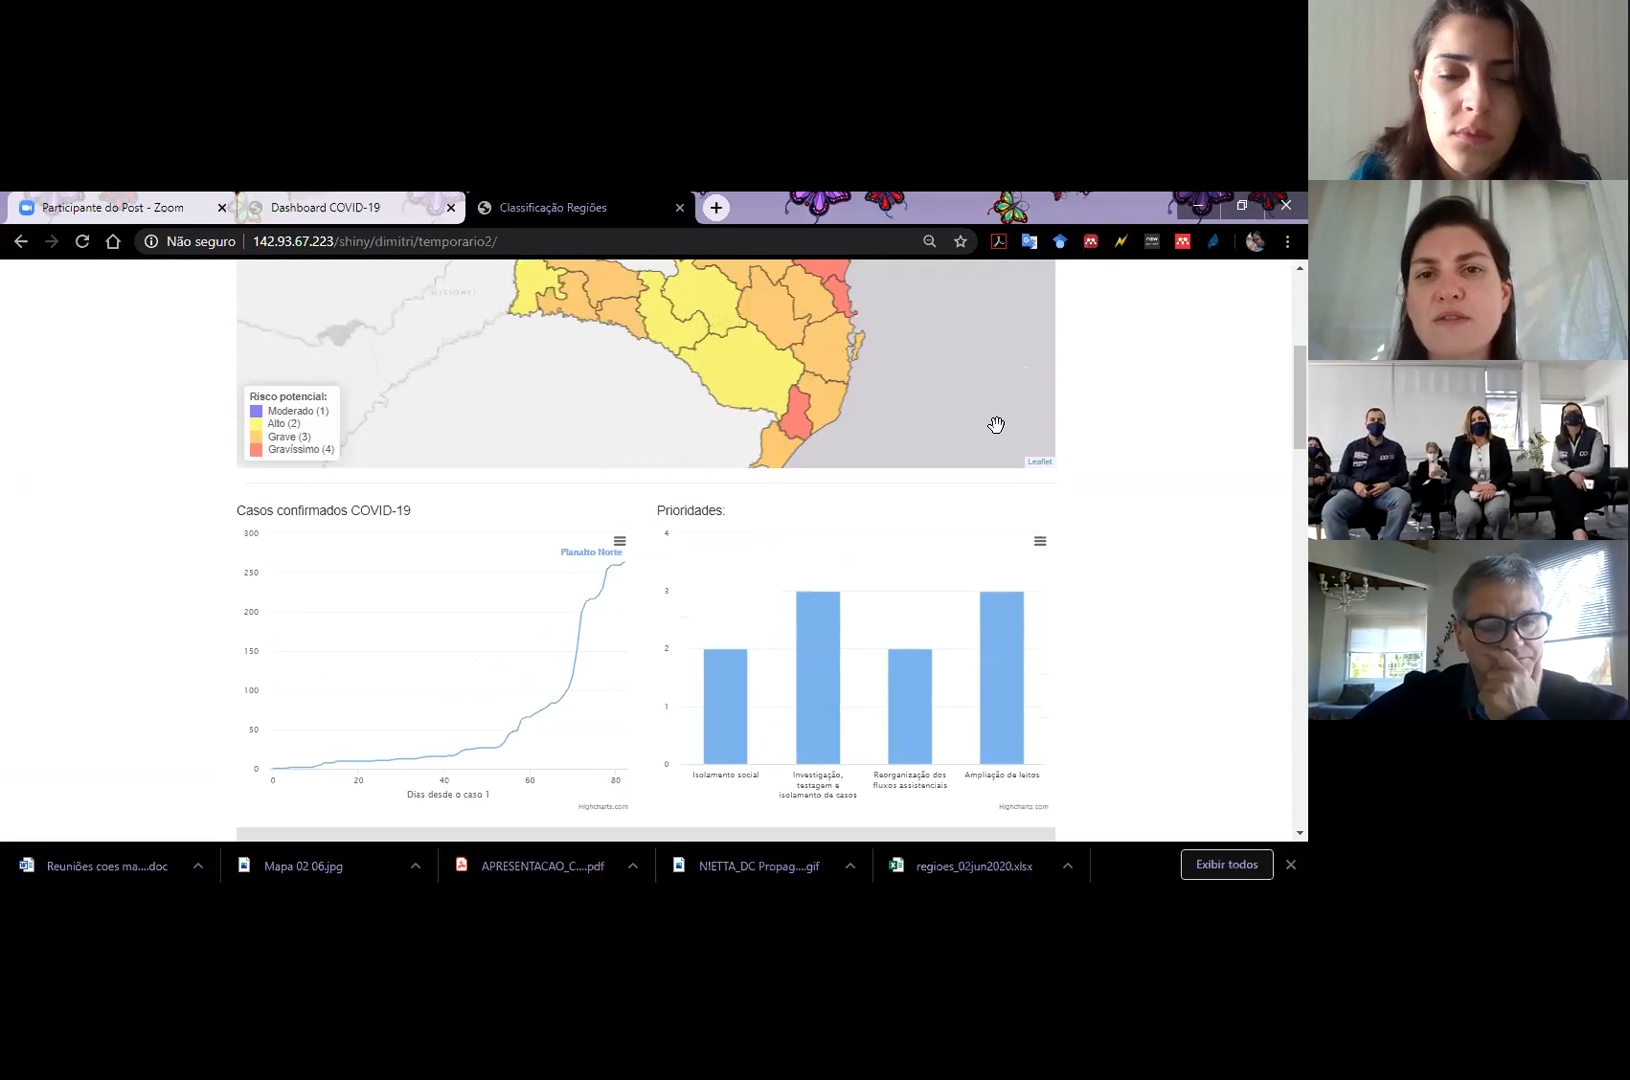 Participante do Post - Zoom
Dashboard COVID-19
Classificação Regiões
Não seguro
142.93.67.223/shiny/dimitri/temporario2/
Risco potencial:
Moderado (1)
Alto (2)
Grave (3)
Gravíssimo (4)
Leaflet
Casos confirmados COVID-19
300
250
200
150
100
50
0
Planalto Norte
0
20
40
60
80
Dias desde o caso 1
Highcharts.com
Prioridades:
4
3
2
1
0
Isolamento social
Investigação,
testagem e
isolamento de casos
Reorganização dos
fluxos assistenciais
Ampliação de leitos
Highcharts.com
Reuniões coes ma....doc
Mapa 02 06.jpg
APRESENTACAO_C....pdf
NIETTA_DC Propag....gif
regioes_02jun2020.xlsx
Exibir todos